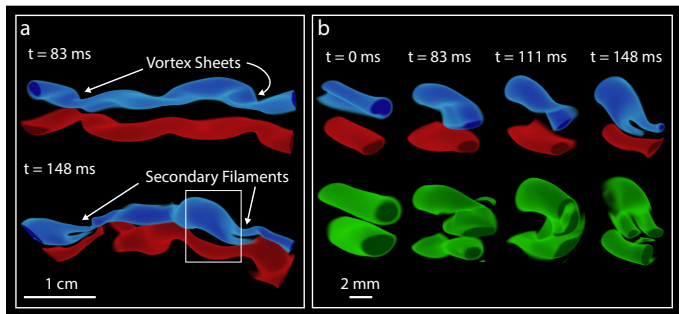 a
t = 83 ms
Vortex Sheets
t = 148 ms
Secondary Filaments
1 cm
b
t = 0 ms
t = 83 ms
t = 111 ms
t = 148 ms
2 mm